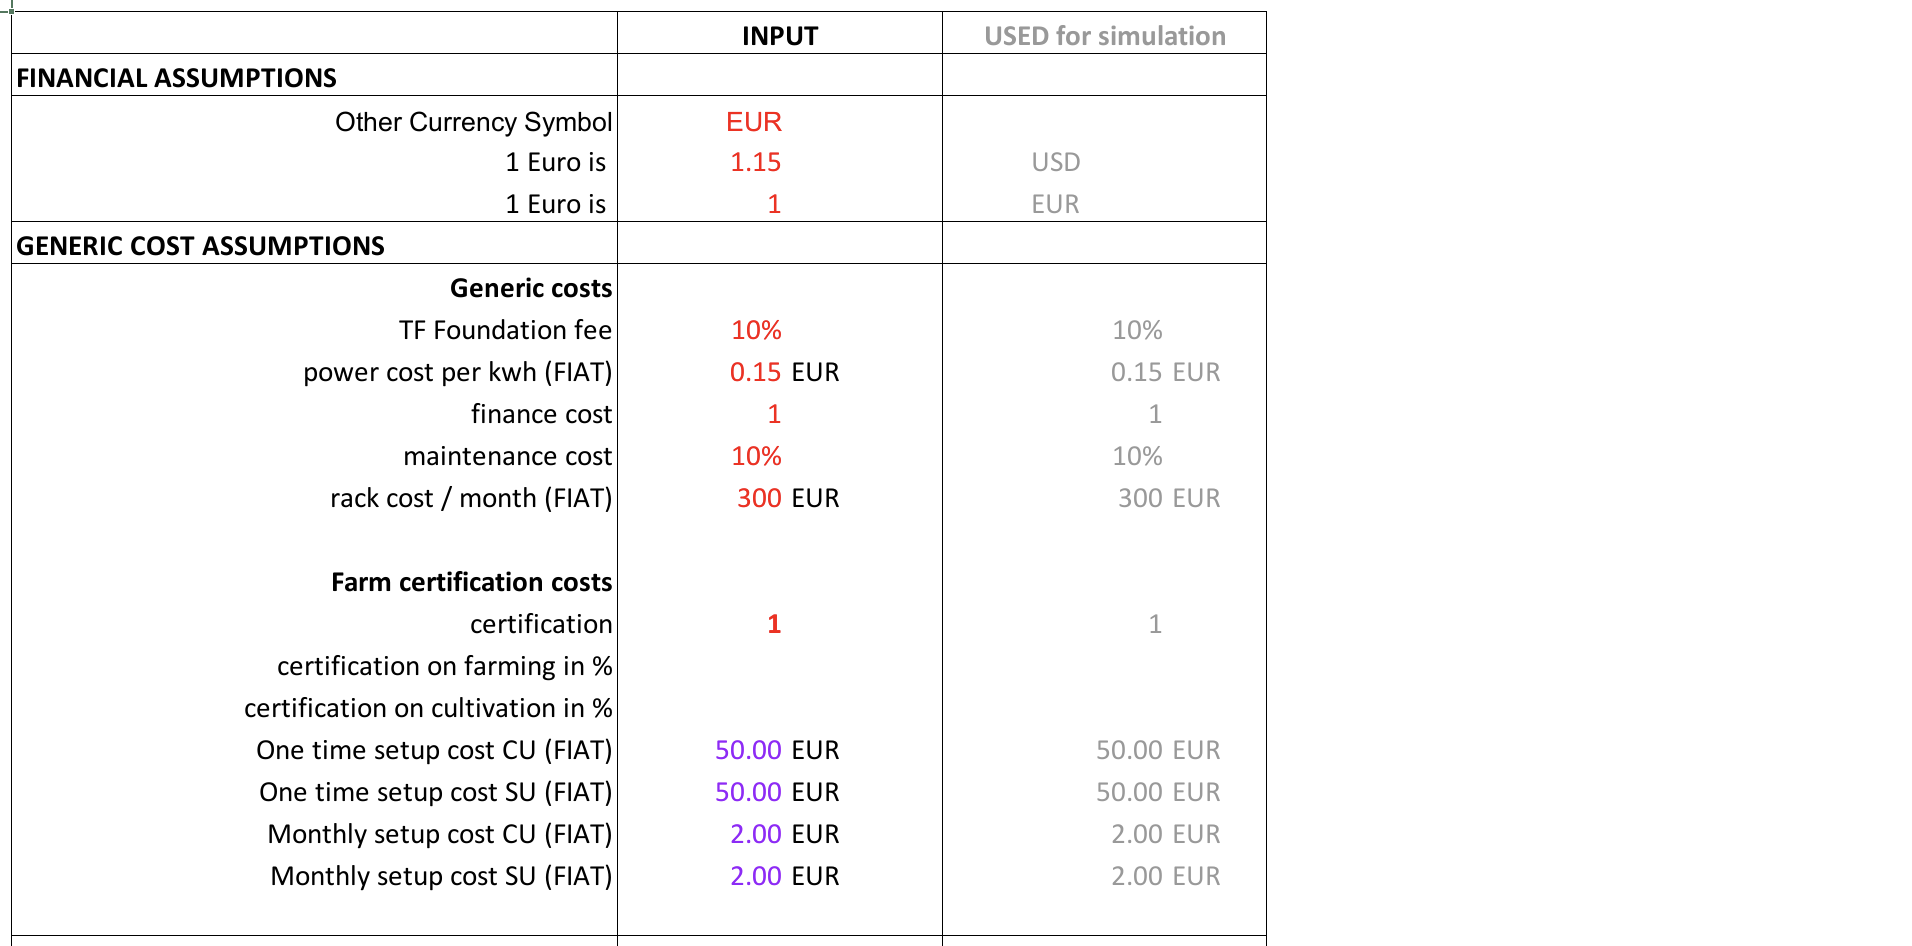 INPUT USED for simulation
FINANCIAL ASSUMPTIONS
Other Currency Symbol EUR
1 Euro is 1.15 USD
1 Euro is 1 EUR
GENERIC COST ASSUMPTIONS
Generic costs
TF Foundation fee 10% 10%
power cost per kwh (FIAT) 0.15 EUR 0.15 EUR
finance cost 1 1
maintenance cost 10% 10%
rack cost / month (FIAT) 300 EUR 300 EUR
Farm certification costs
certification 1 1
certification on farming in %
certification on cultivation in %
One time setup cost CU (FIAT) 50.00 EUR 50.00 EUR
One time setup cost SU (FIAT) 50.00 EUR 50.00 EUR
Monthly setup cost CU (FIAT) 2.00 EUR 2.00 EUR
Monthly setup cost SU (FIAT) 2.00 EUR 2.00 EUR